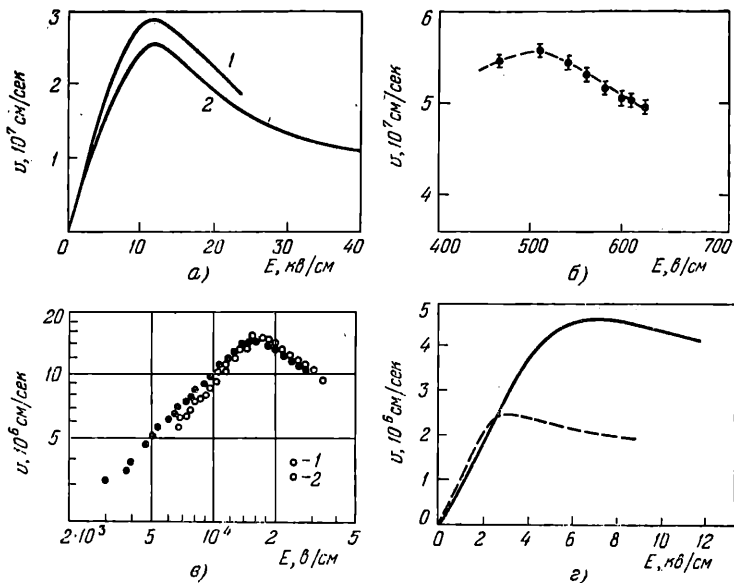 3
2
1
0
10
20
30
40
υ, 10⁷ см/сек
E, кв/см
1
2
а)
6
5
4
400
500
600
700
υ, 10⁷ см/сек
E, в/см
б)
20
10
5
υ, 10⁶ см/сек
2·10³
5
10⁴
2
5
E, в/см
о-1
о-2
в)
5
4
3
2
1
0
0
2
4
6
8
10
12
υ, 10⁶ см/сек
E, кв/см
г)